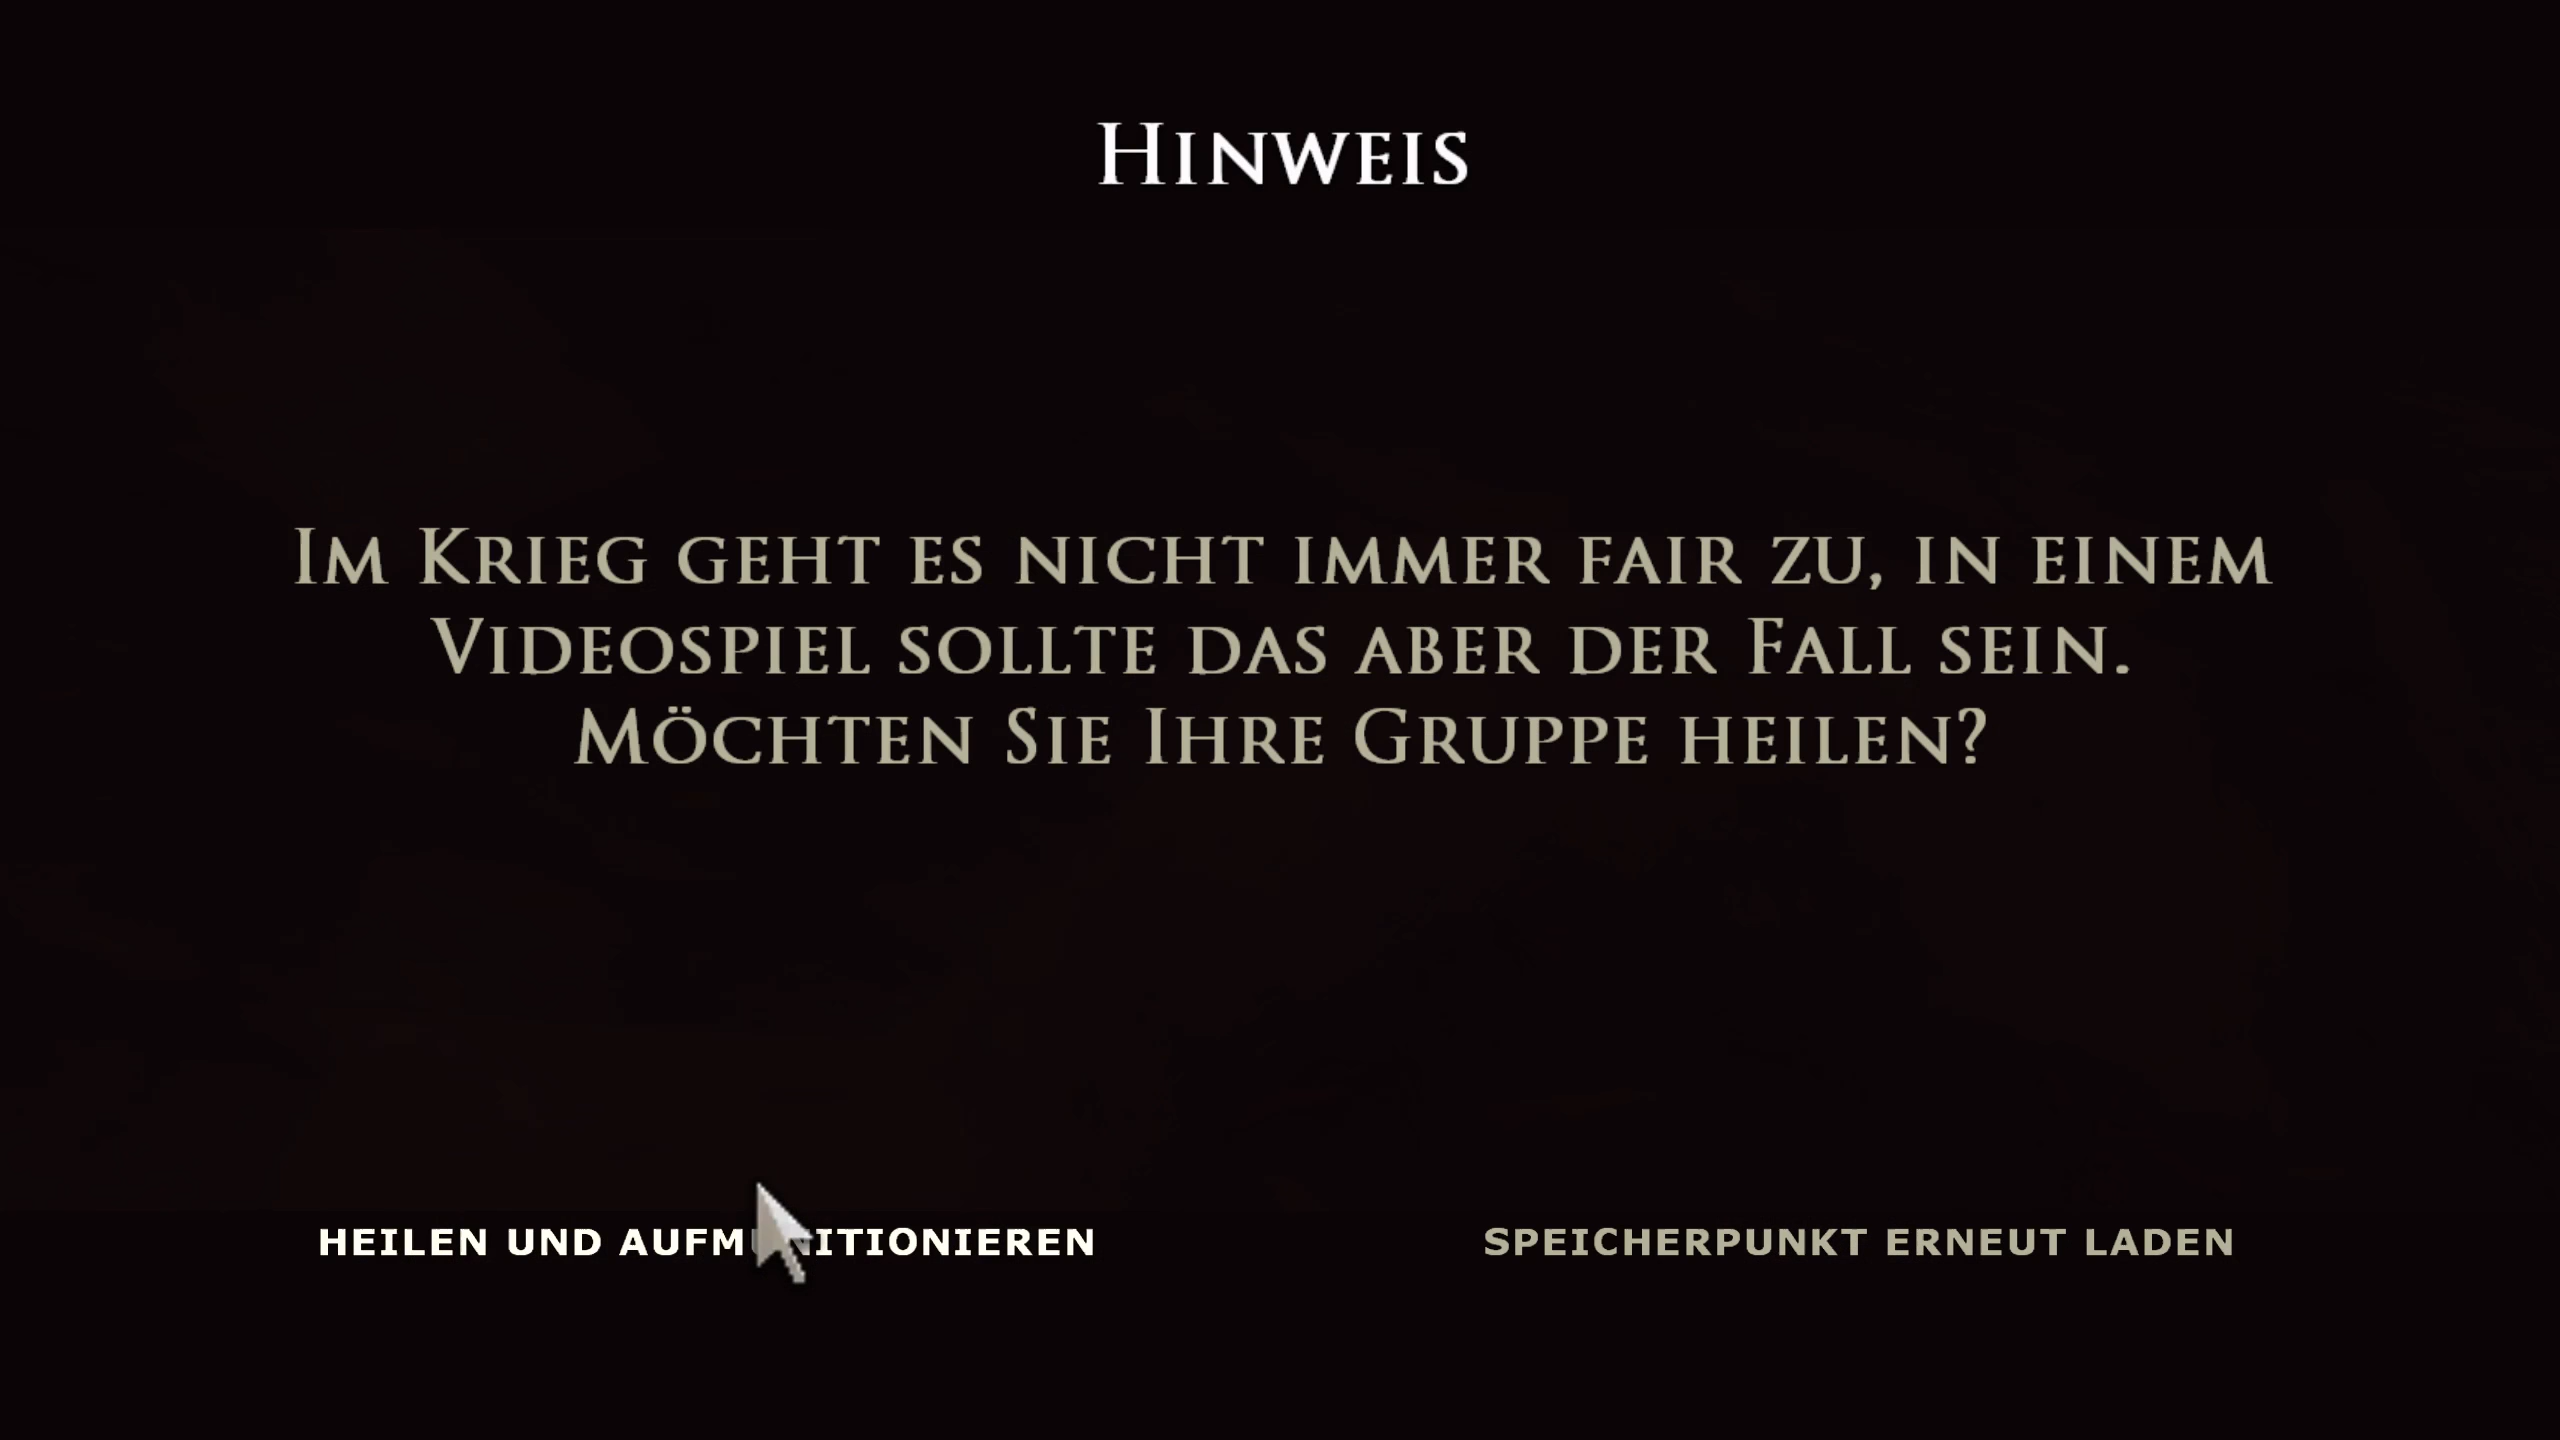 Hinweis
Im Krieg geht es nicht immer fair zu, in einem
Videospiel sollte das aber der Fall sein.
Möchten Sie Ihre Gruppe heilen?
HEILEN UND AUFMUNITIONIEREN
SPEICHERPUNKT ERNEUT LADEN